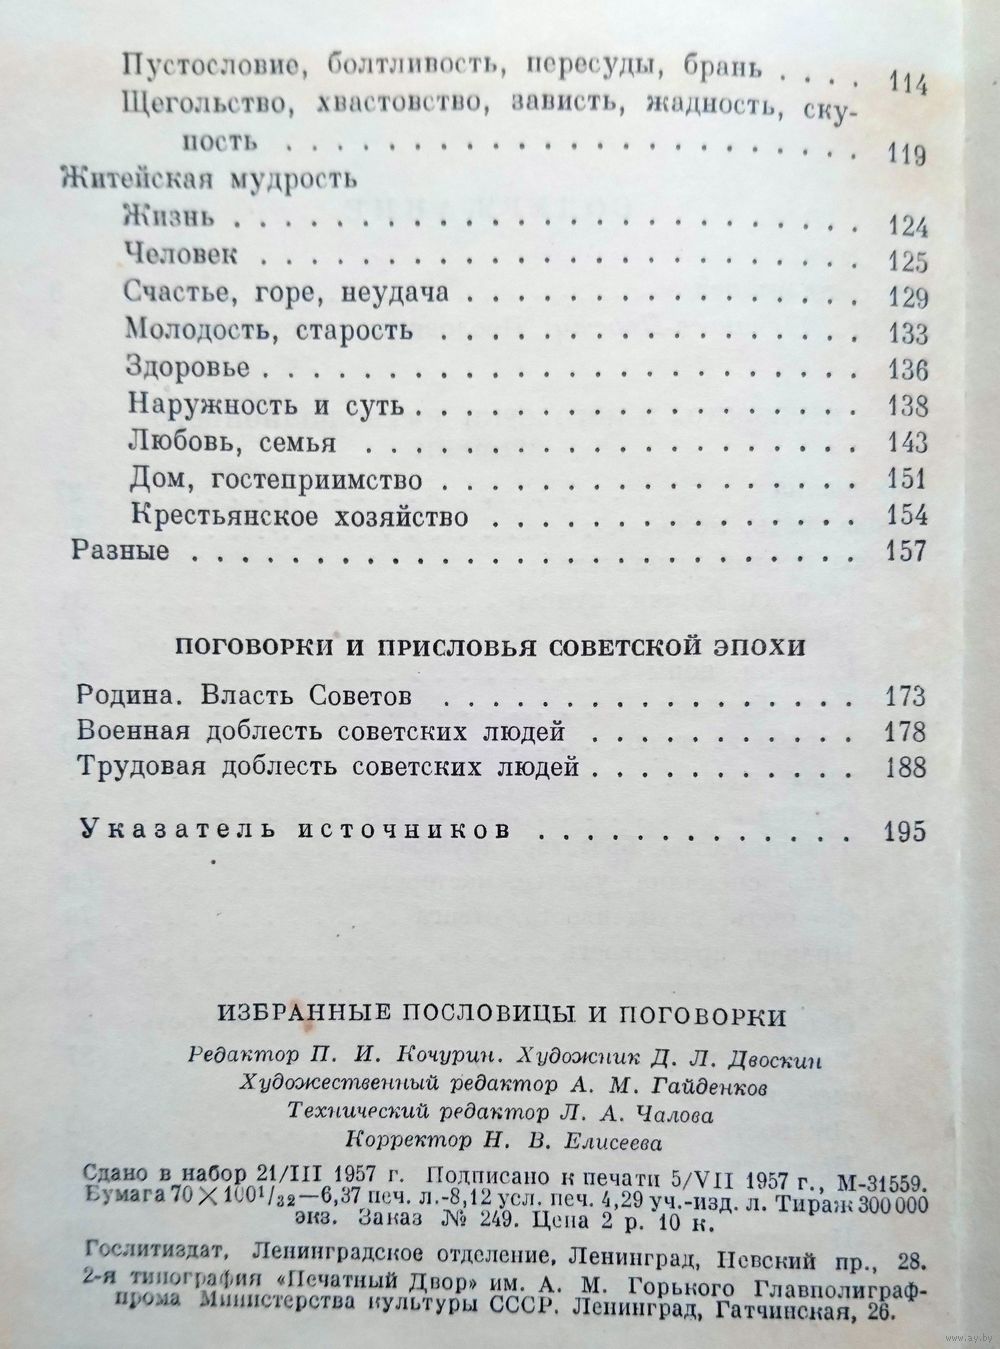 Пустословие, болтливость, пересуды, брань .... 114
Щегольство, хвастовство, зависть, жадность, ску-
пость ....................... 119
Житейская мудрость
Жизнь ......................... 124
Человек ........................ 125
Счастье, горе, неудача ................ 129
Молодость, старость .................. 133
Здоровье ........................ 136
Наружность и суть .................. 138
Любовь, семья .................... 143
Дом, гостеприимство ................. 151
Крестьянское хозяйство ............... 154
Разные ........................... 157
ПОГОВОРКИ И ПРИСЛОВЬЯ СОВЕТСКОЙ ЭПОХИ
Родина. Власть Советов ................. 173
Военная доблесть советских людей ........... 178
Трудовая доблесть советских людей ........... 188
Указатель источников ............. 195
ИЗБРАННЫЕ ПОСЛОВИЦЫ И ПОГОВОРКИ
Редактор П. И. Кочурин. Художник Д. Л. Двоскин
Художественный редактор А. М. Гайденков
Технический редактор Л. А. Чалова
Корректор Н. В. Елисеева
Сдано в набор 21/III 1957 г. Подписано к печати 5/VII 1957 г., М-31559.
Бумага 70 × 100 1/32—6,37 печ. л.-8,12 усл. печ. 4,29 уч.-изд. л. Тираж 300 000
экз. Заказ № 249. Цена 2 р. 10 к.
Гослитиздат, Ленинградское отделение, Ленинград, Невский пр., 28.
2-я типография «Печатный Двор» им. А. М. Горького Главполиграф-
прома Министерства культуры СССР. Ленинград, Гатчинская, 26.
www.ay.by